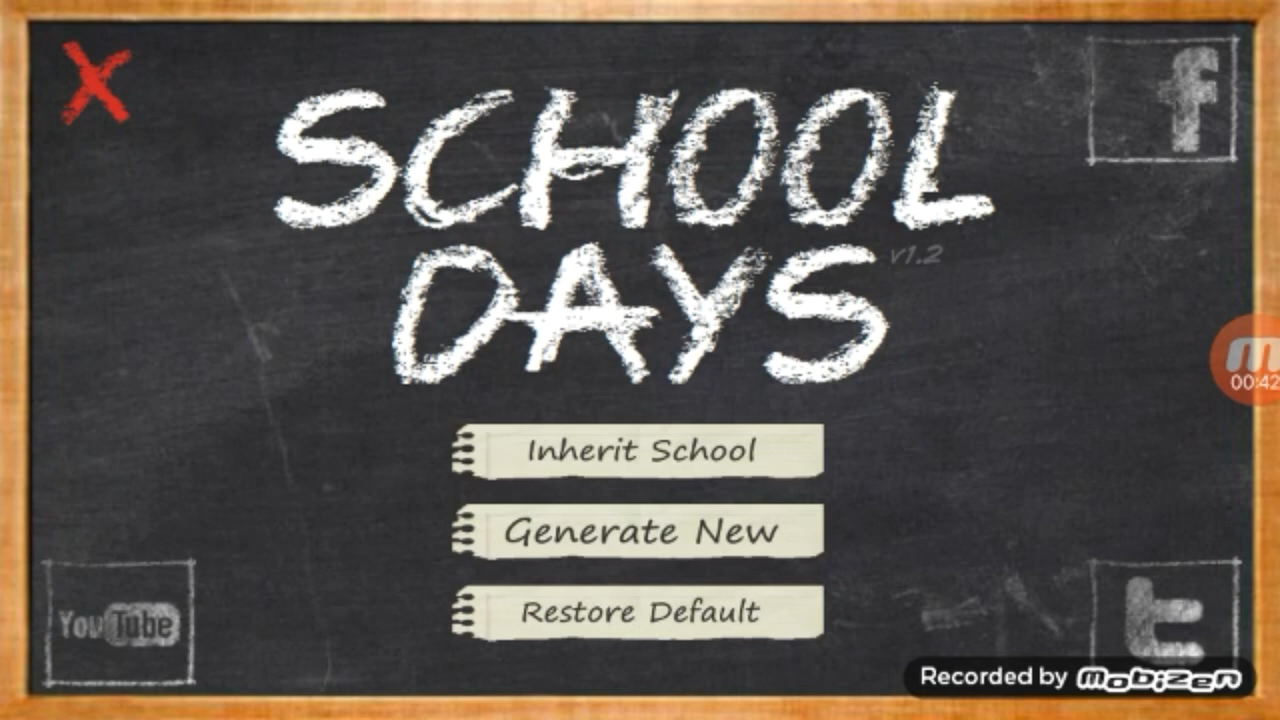 f
SCHOOL
DAYS
v1.2
m
00:42
Inherit School
Generate New
Restore Default
YouTube
t
Recorded by mobizen